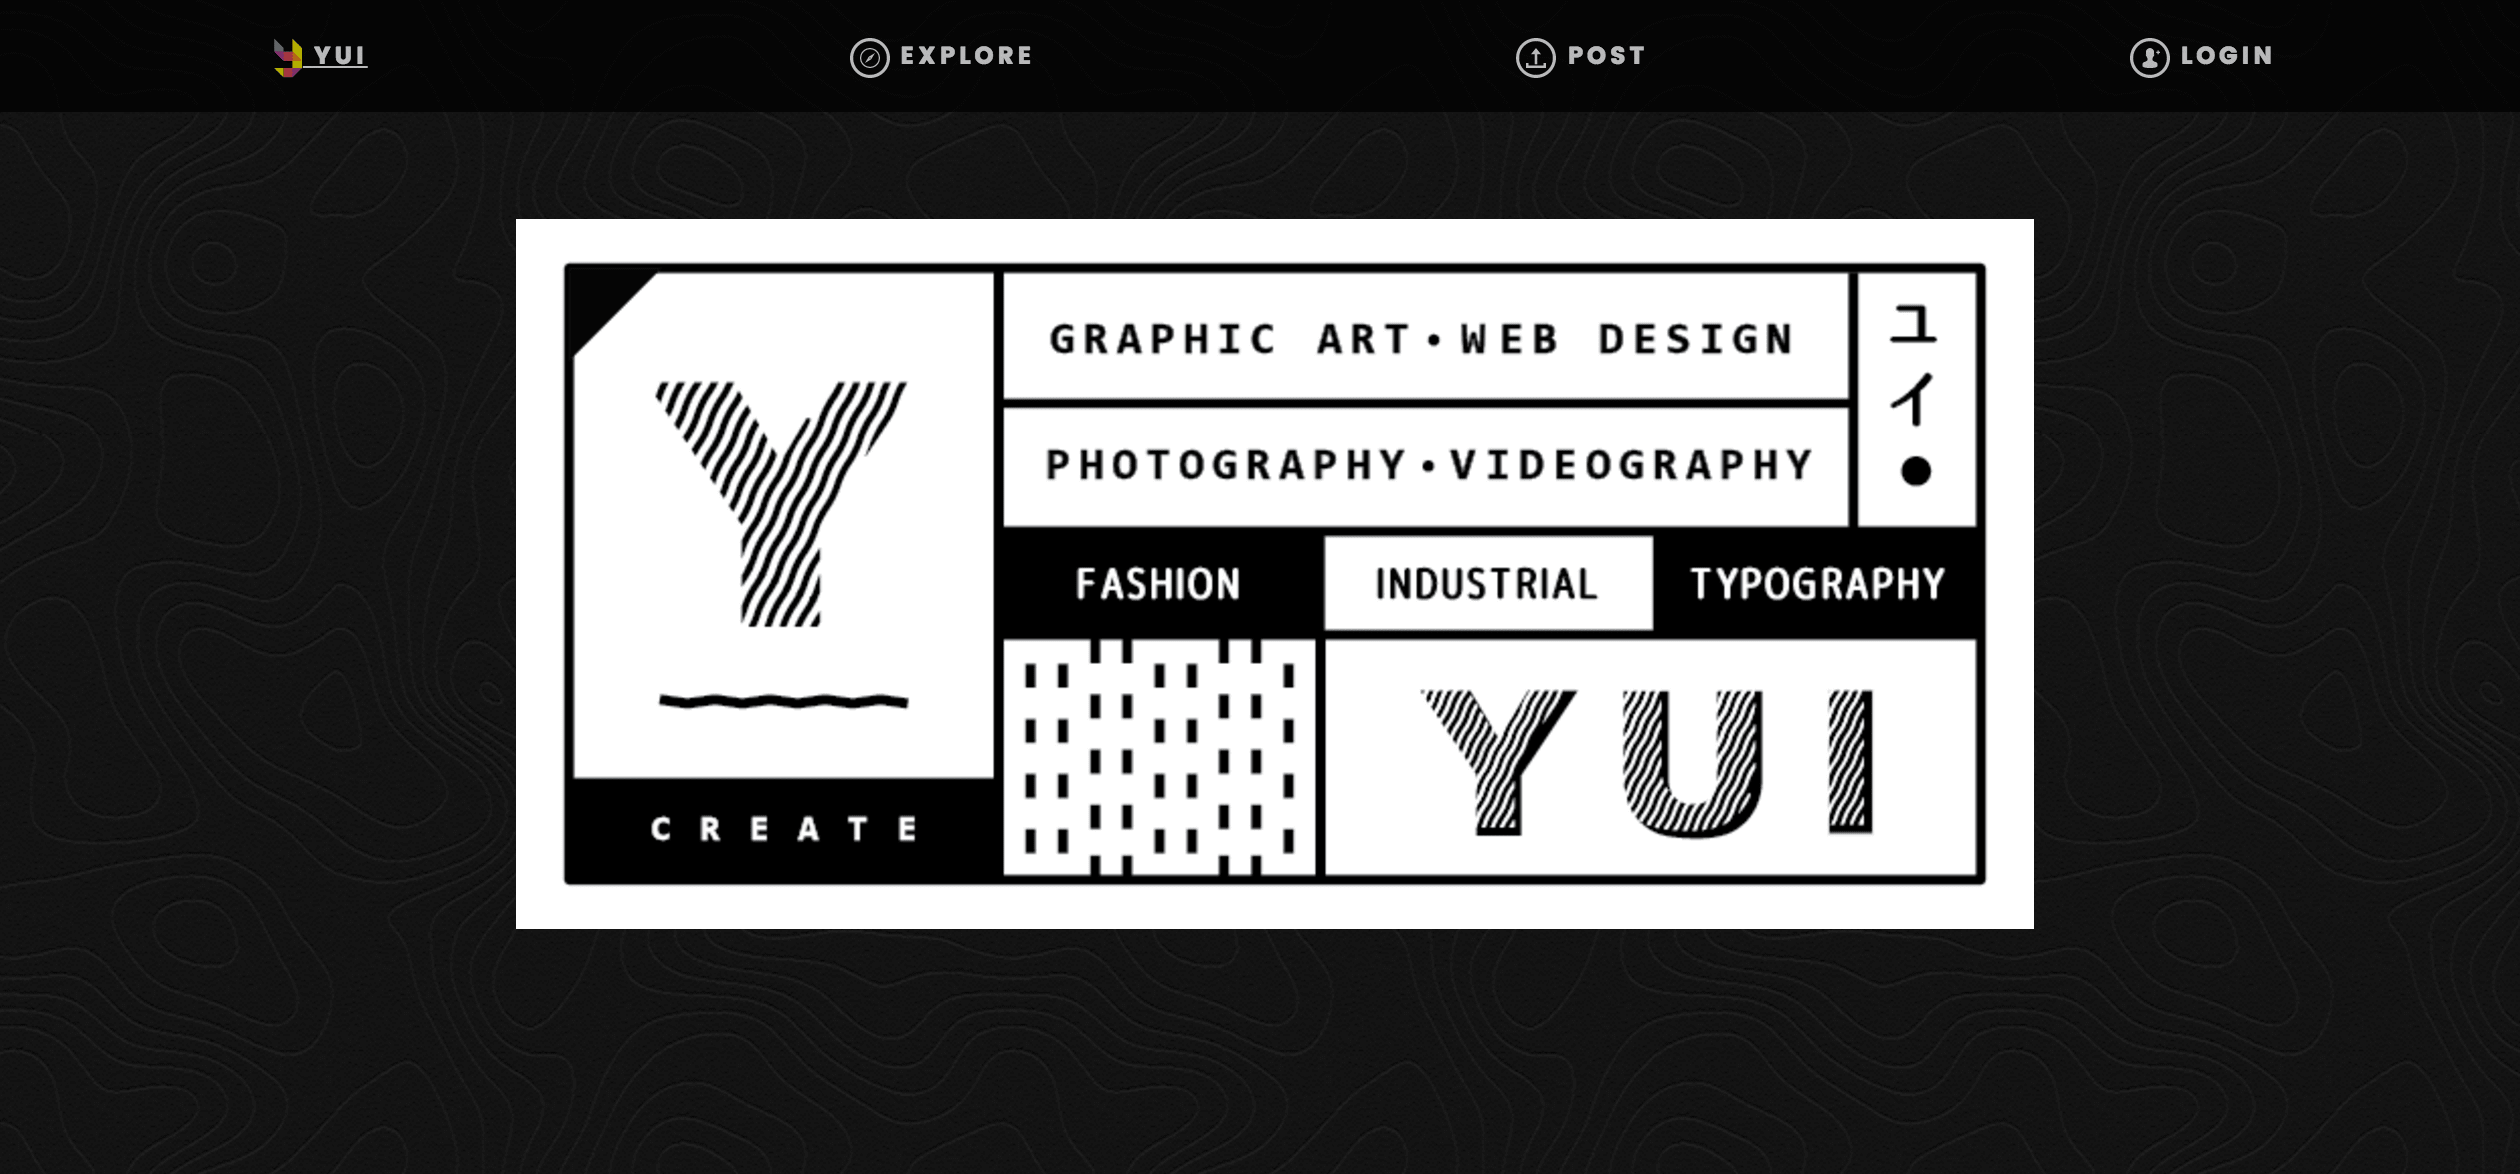 YUI
EXPLORE
POST
LOGIN
Y
CREATE
GRAPHIC ART•WEB DESIGN
PHOTOGRAPHY•VIDEOGRAPHY
ユイ●
FASHION
INDUSTRIAL
TYPOGRAPHY
YUI